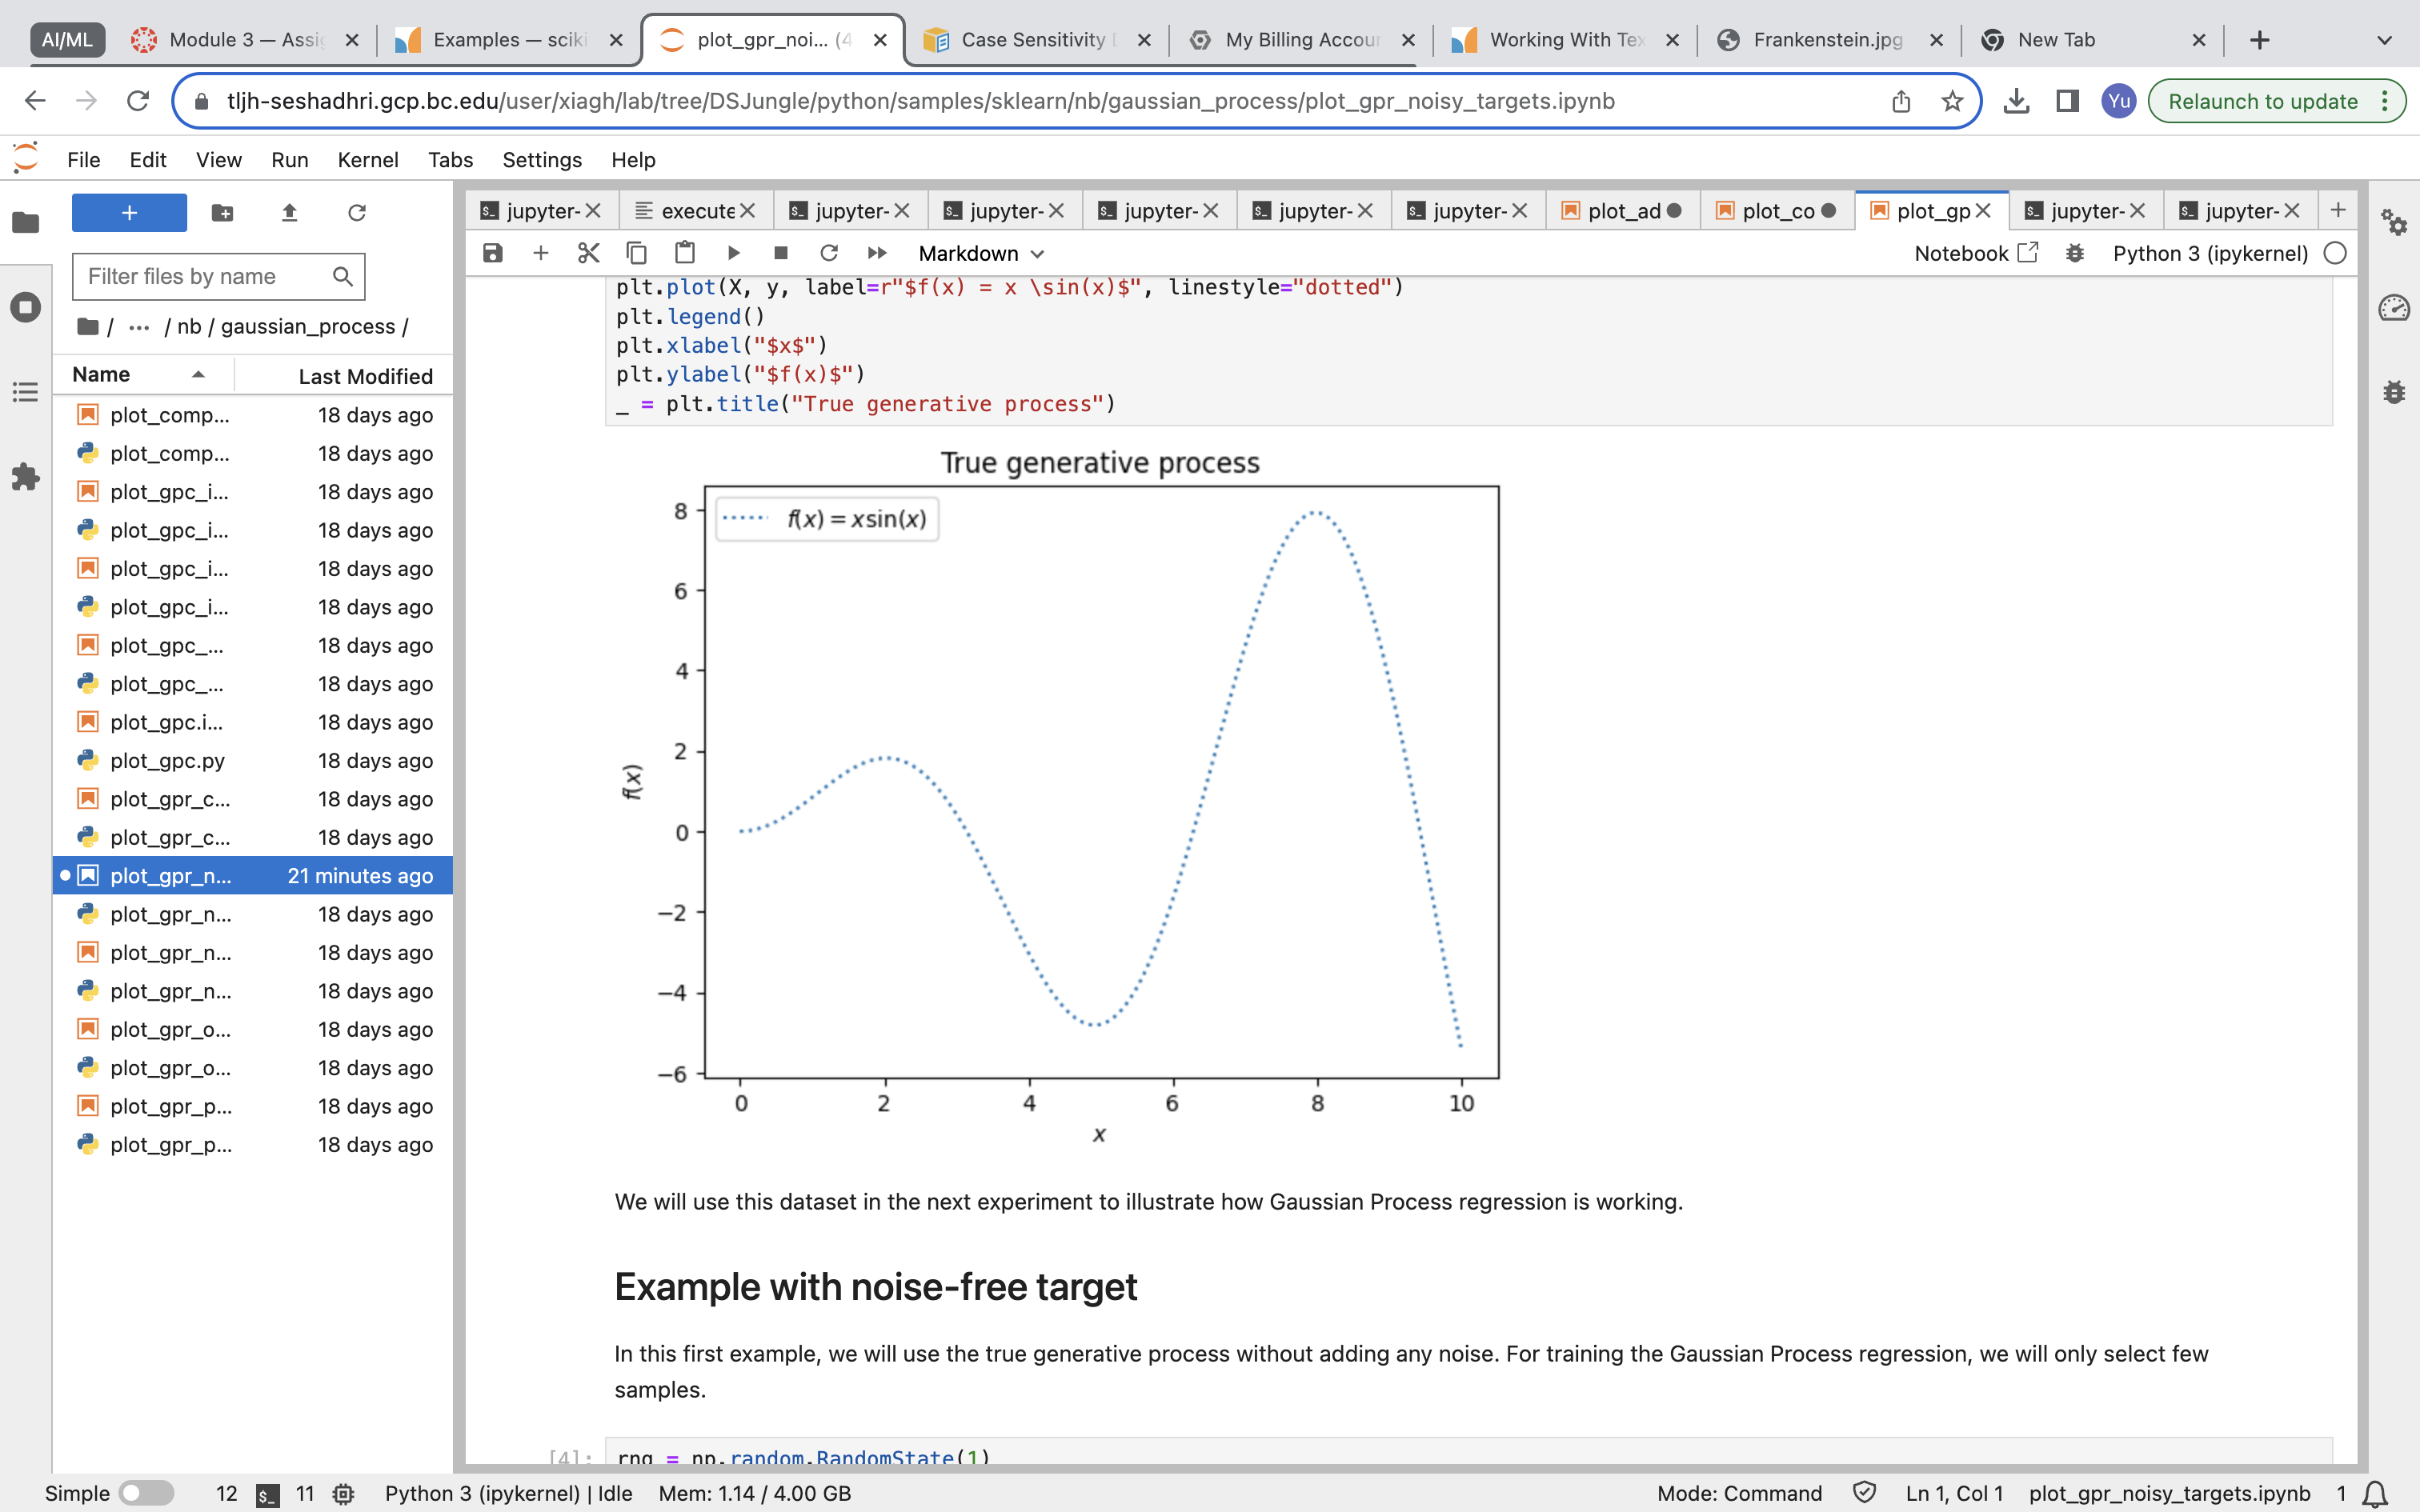 AI/ML
Module 3 — Assi
Examples — sciki
plot_gpr_noi... (4
Case Sensitivity
My Billing Accou
Working With Tex
Frankenstein.jpg
New Tab
tljh-seshadhri.gcp.bc.edu/user/xiagh/lab/tree/DSJungle/python/samples/sklearn/nb/gaussian_process/plot_gpr_noisy_targets.ipynb
Yu
Relaunch to update
File Edit View Run Kernel Tabs Settings Help
jupyter-
execute
jupyter-
jupyter-
jupyter-
jupyter-
jupyter-
plot_ad
plot_co
plot_gp
jupyter-
jupyter-
Markdown
Notebook
Python 3 (ipykernel)
Filter files by name
/ ··· / nb / gaussian_process /
Name Last Modified
plot_comp... 18 days ago
plot_comp... 18 days ago
plot_gpc_i... 18 days ago
plot_gpc_i... 18 days ago
plot_gpc_i... 18 days ago
plot_gpc_i... 18 days ago
plot_gpc_... 18 days ago
plot_gpc_... 18 days ago
plot_gpc.i... 18 days ago
plot_gpc.py 18 days ago
plot_gpr_c... 18 days ago
plot_gpr_c... 18 days ago
plot_gpr_n... 21 minutes ago
plot_gpr_n... 18 days ago
plot_gpr_n... 18 days ago
plot_gpr_n... 18 days ago
plot_gpr_o... 18 days ago
plot_gpr_o... 18 days ago
plot_gpr_p... 18 days ago
plot_gpr_p... 18 days ago
plt.plot(X, y, label=r"$f(x) = x \sin(x)$", linestyle="dotted")
plt.legend()
plt.xlabel("$x$")
plt.ylabel("$f(x)$")
_ = plt.title("True generative process")
True generative process
f(x) = x sin(x)
8
6
4
2
0
−2
−4
−6
f(x)
0 2 4 6 8 10
x
We will use this dataset in the next experiment to illustrate how Gaussian Process regression is working.
Example with noise-free target
In this first example, we will use the true generative process without adding any noise. For training the Gaussian Process regression, we will only select few
samples.
[4]: rng = np.random.RandomState(1)
Simple 12 11 Python 3 (ipykernel) | Idle Mem: 1.14 / 4.00 GB Mode: Command Ln 1, Col 1 plot_gpr_noisy_targets.ipynb 1